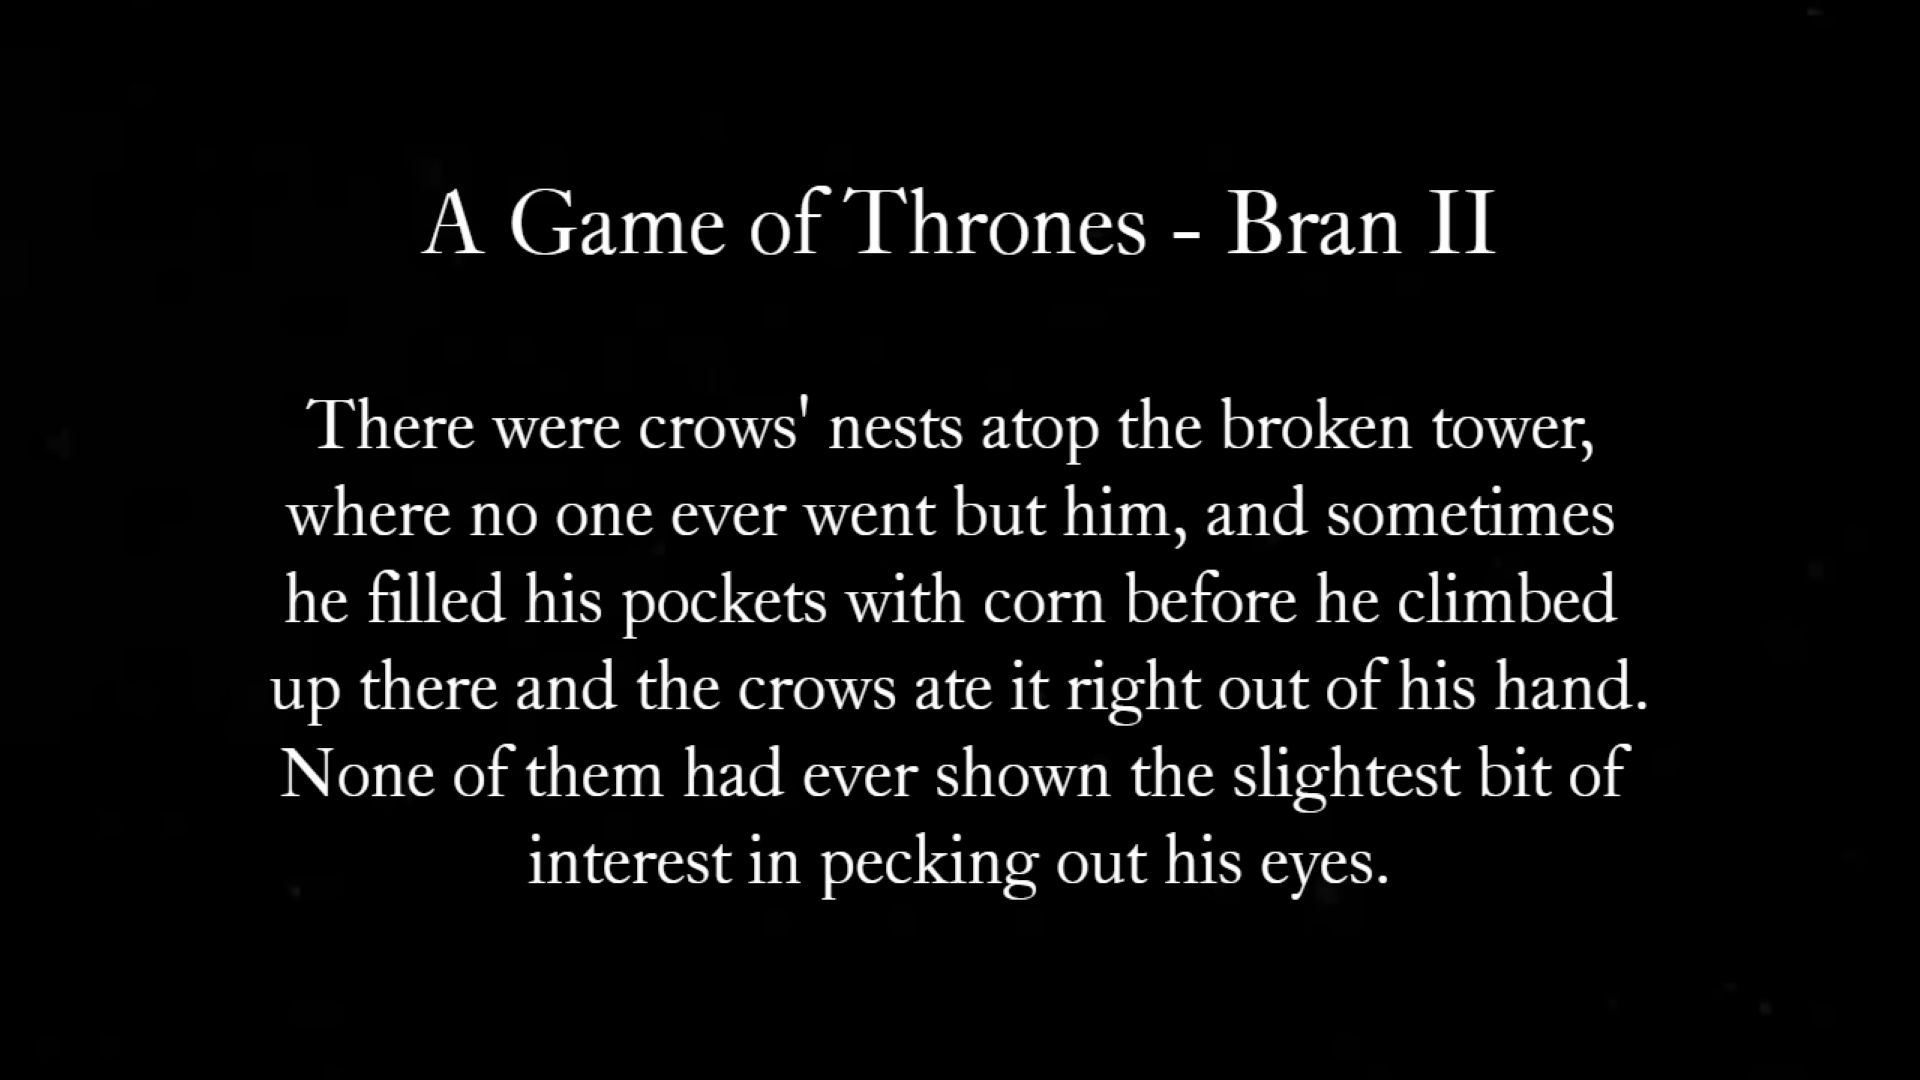 A Game of Thrones - Bran II
There were crows' nests atop the broken tower,
where no one ever went but him, and sometimes
he filled his pockets with corn before he climbed
up there and the crows ate it right out of his hand.
None of them had ever shown the slightest bit of
interest in pecking out his eyes.